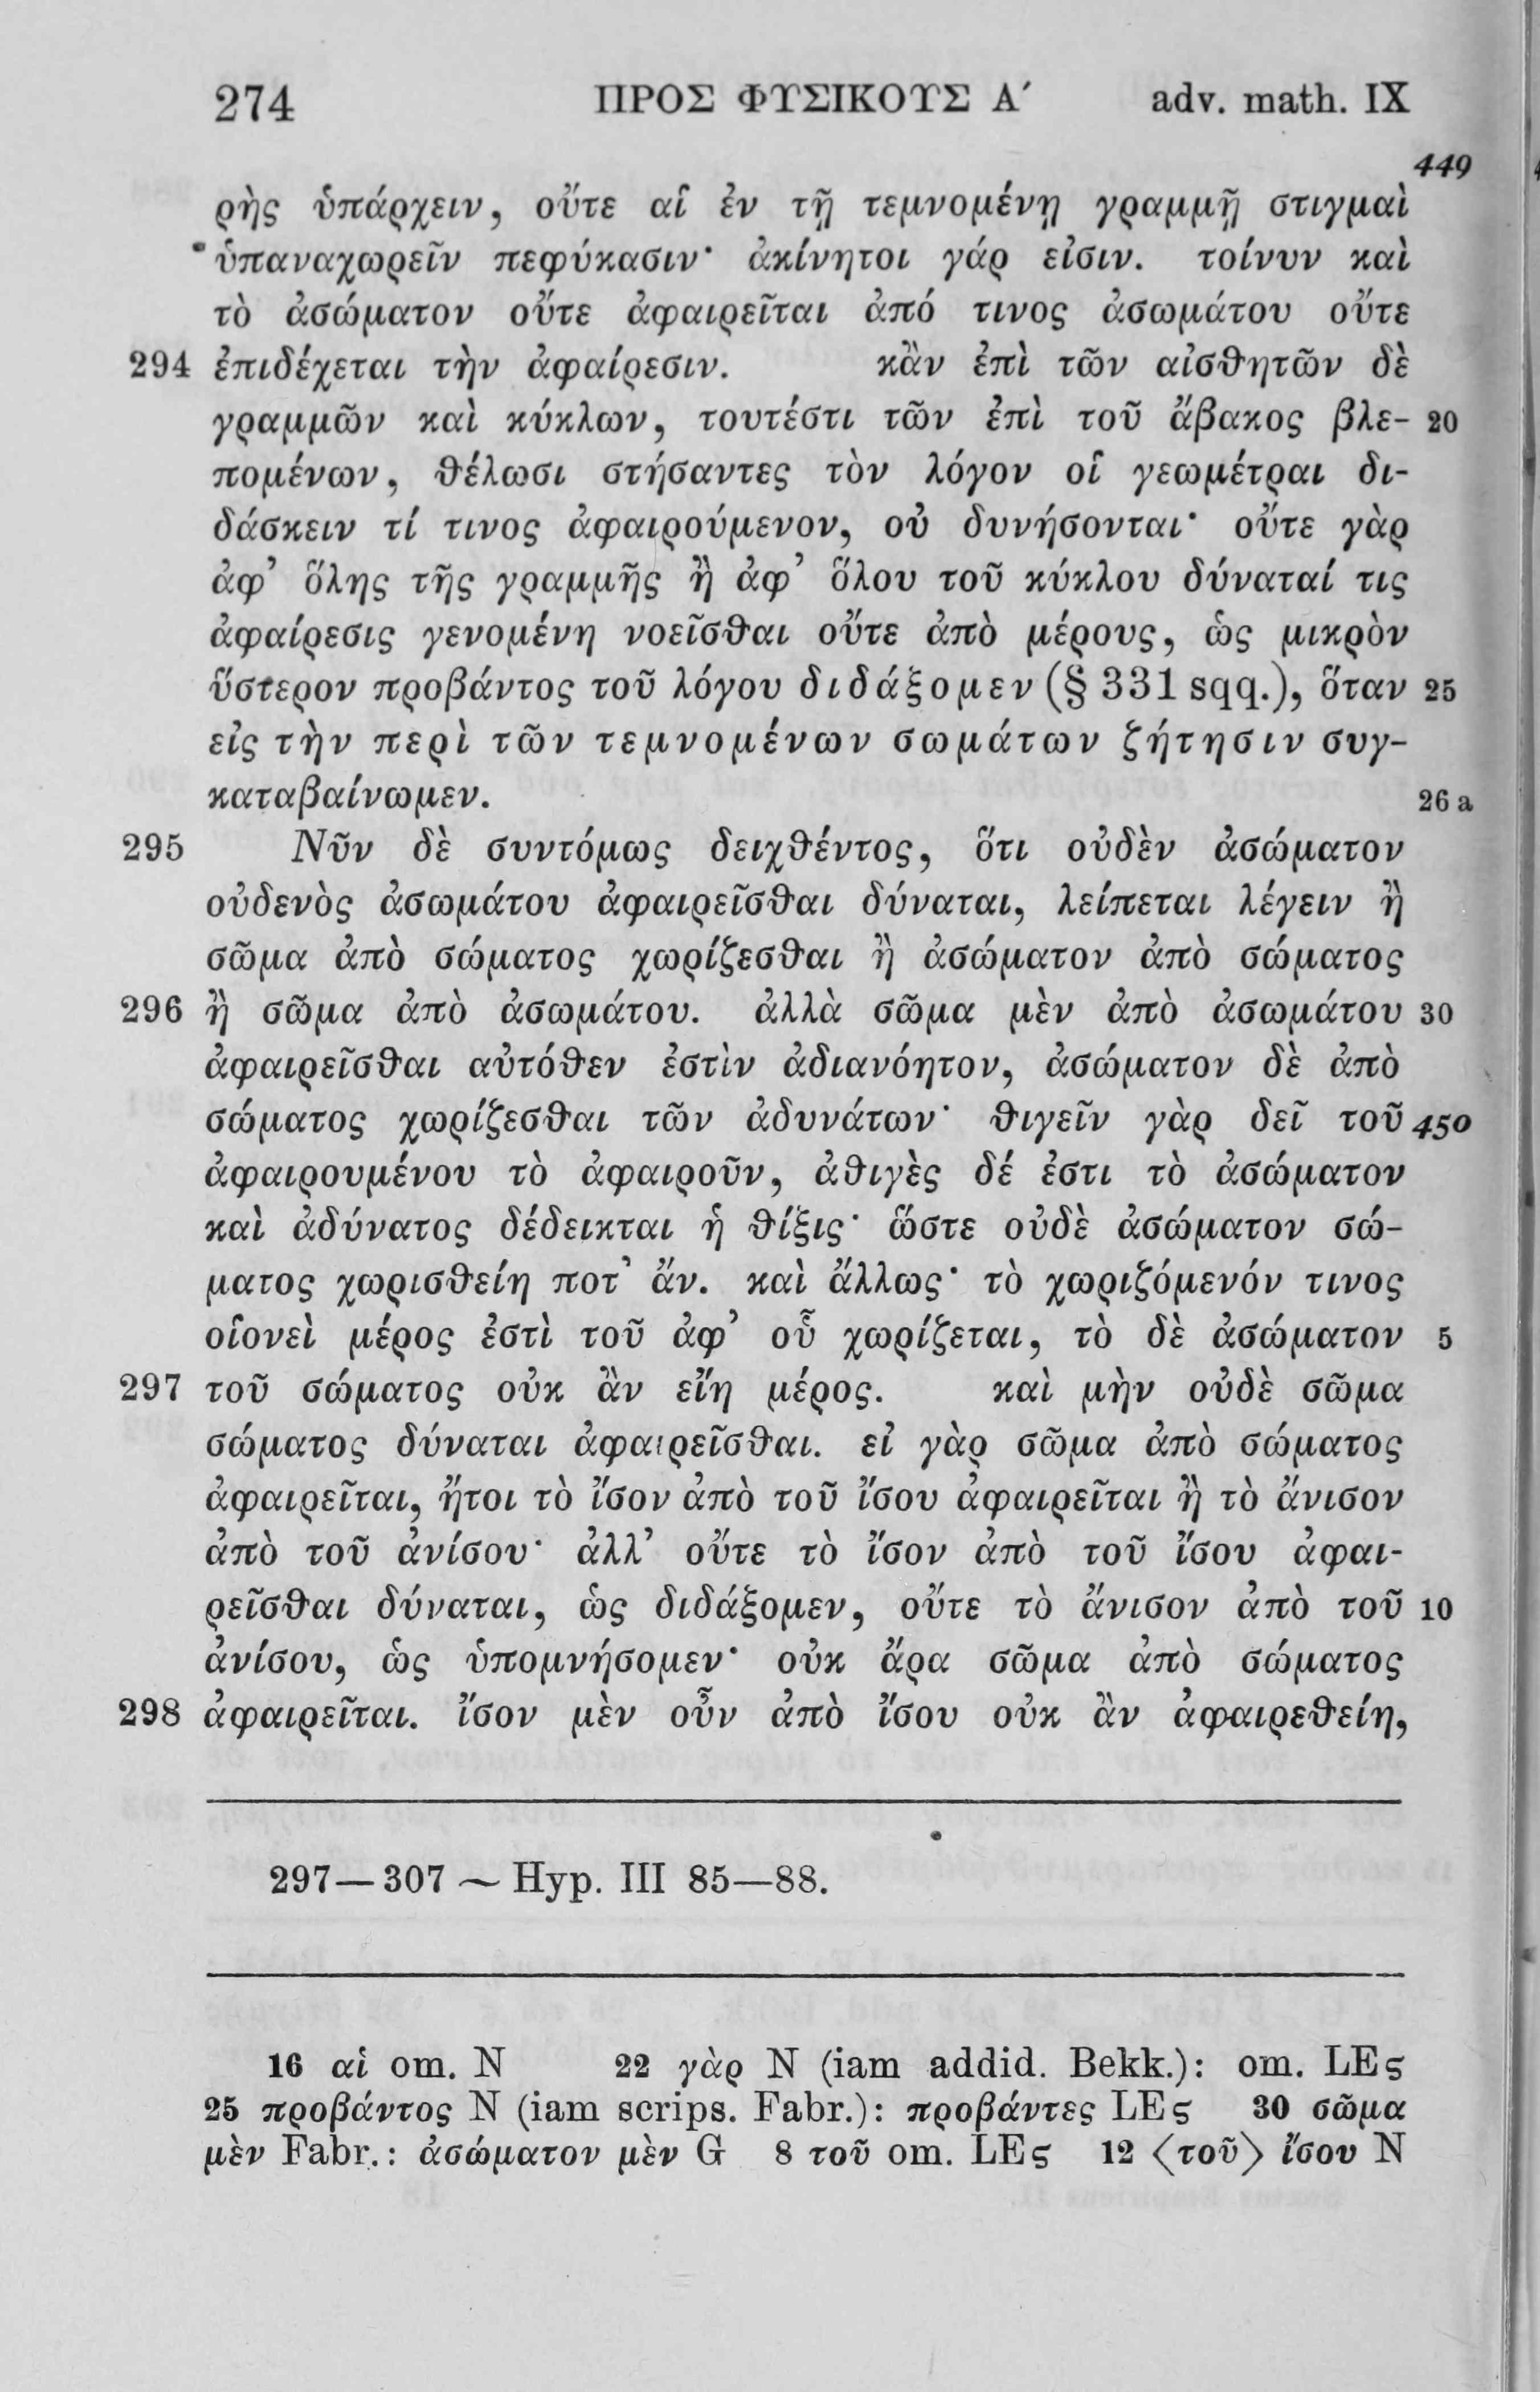 274 ΠΡΟΣ ΦΥΣΙΚΟΥΣ Α′ adv. math. IX
449
ρὴς ὑπάρχειν, οὔτε αἱ ἐν τῇ τεμνομένῃ γραμμῇ στιγμαὶ
ὑπαναχωρεῖν πεφύκασιν· ἀκίνητοι γάρ εἰσιν. τοίνυν καὶ
τὸ ἀσώματον οὔτε ἀφαιρεῖται ἀπό τινος ἀσωμάτου οὔτε
294 ἐπιδέχεται τὴν ἀφαίρεσιν. κἂν ἐπὶ τῶν αἰσθητῶν δὲ
γραμμῶν καὶ κύκλων, τουτέστι τῶν ἐπὶ τοῦ ἄβακος βλε- 20
πομένων, θέλωσι στήσαντες τὸν λόγον οἱ γεωμέτραι δι-
δάσκειν τί τινος ἀφαιρούμενον, οὐ δυνήσονται· οὔτε γὰρ
ἀφ’ ὅλης τῆς γραμμῆς ἢ ἀφ’ ὅλου τοῦ κύκλου δύναταί τις
ἀφαίρεσις γενομένη νοεῖσθαι οὔτε ἀπὸ μέρους, ὡς μικρὸν
ὕστερον προβάντος τοῦ λόγου διδάξομεν (§ 331 sqq.), ὅταν 25
εἰς τὴν περὶ τῶν τεμνομένων σωμάτων ζήτησιν συγ-
καταβαίνωμεν. 26 a
295 Νῦν δὲ συντόμως δειχθέντος, ὅτι οὐδὲν ἀσώματον
οὐδενὸς ἀσωμάτου ἀφαιρεῖσθαι δύναται, λείπεται λέγειν ἢ
σῶμα ἀπὸ σώματος χωρίζεσθαι ἢ ἀσώματον ἀπὸ σώματος
296 ἢ σῶμα ἀπὸ ἀσωμάτου. ἀλλὰ σῶμα μὲν ἀπὸ ἀσωμάτου 30
ἀφαιρεῖσθαι αὐτόθεν ἐστὶν ἀδιανόητον, ἀσώματον δὲ ἀπὸ
σώματος χωρίζεσθαι τῶν ἀδυνάτων· θιγεῖν γὰρ δεῖ τοῦ 450
ἀφαιρουμένου τὸ ἀφαιροῦν, ἀθιγὲς δέ ἐστι τὸ ἀσώματον
καὶ ἀδύνατος δέδεικται ἡ θίξις· ὥστε οὐδὲ ἀσώματον σώ-
ματος χωρισθείη ποτ’ ἄν. καὶ ἄλλως· τὸ χωριζόμενόν τινος
οἱονεὶ μέρος ἐστὶ τοῦ ἀφ’ οὗ χωρίζεται, τὸ δὲ ἀσώματον 5
297 τοῦ σώματος οὐκ ἂν εἴη μέρος. καὶ μὴν οὐδὲ σῶμα
σώματος δύναται ἀφαιρεῖσθαι. εἰ γὰρ σῶμα ἀπὸ σώματος
ἀφαιρεῖται, ἤτοι τὸ ἴσον ἀπὸ τοῦ ἴσου ἀφαιρεῖται ἢ τὸ ἄνισον
ἀπὸ τοῦ ἀνίσου· ἀλλ’ οὔτε τὸ ἴσον ἀπὸ τοῦ ἴσου ἀφαι-
ρεῖσθαι δύναται, ὡς διδάξομεν, οὔτε τὸ ἄνισον ἀπὸ τοῦ 10
ἀνίσου, ὡς ὑπομνήσομεν· οὐκ ἄρα σῶμα ἀπὸ σώματος
298 ἀφαιρεῖται. ἴσον μὲν οὖν ἀπὸ ἴσου οὐκ ἂν ἀφαιρεθείη,
297—307 ~ Hyp. III 85—88.
16 αἱ om. N 22 γὰρ N (iam addid. Bekk.): om. LEς
25 προβάντος N (iam scrips. Fabr.): προβάντες LEς 30 σῶμα
μὲν Fabr.: ἀσώματον μὲν G 8 τοῦ om. LEς 12 ⟨τοῦ⟩ ἴσου N